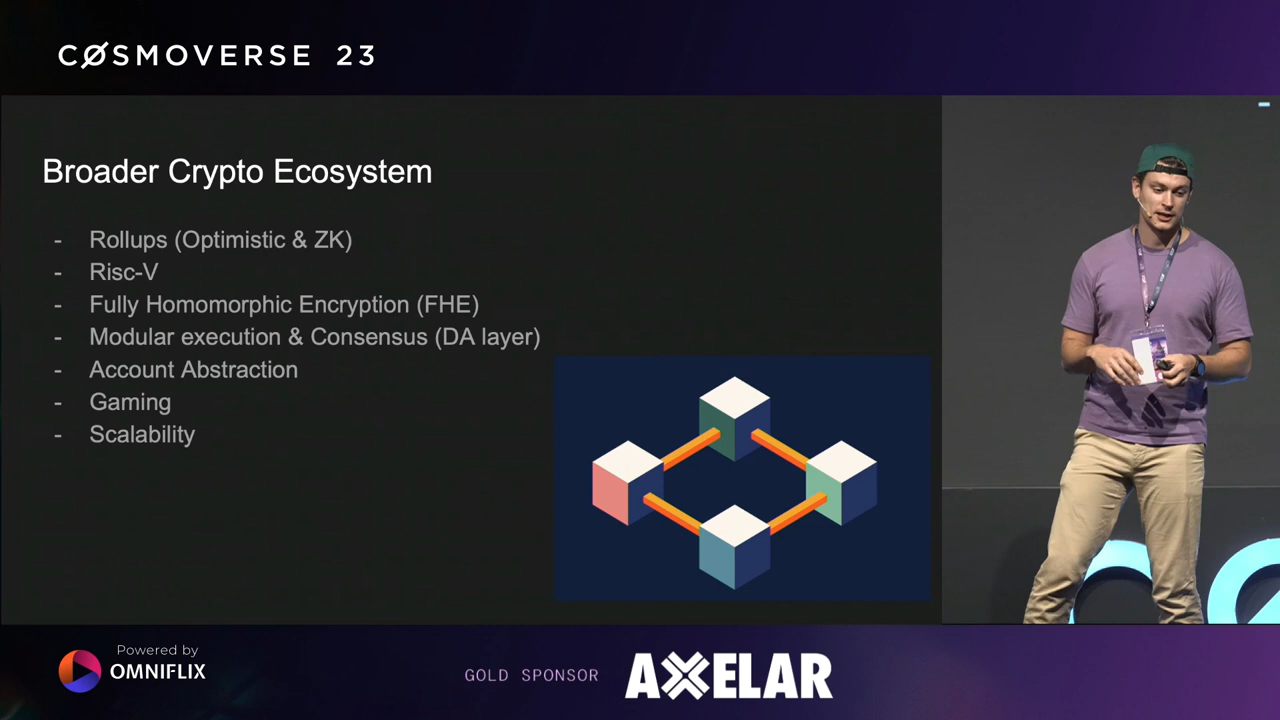 CØSMOVERSE 23
Broader Crypto Ecosystem
- Rollups (Optimistic & ZK)
- Risc-V
- Fully Homomorphic Encryption (FHE)
- Modular execution & Consensus (DA layer)
- Account Abstraction
- Gaming
- Scalability
Powered by
OMNIFLIX
GOLD SPONSOR
AXELAR